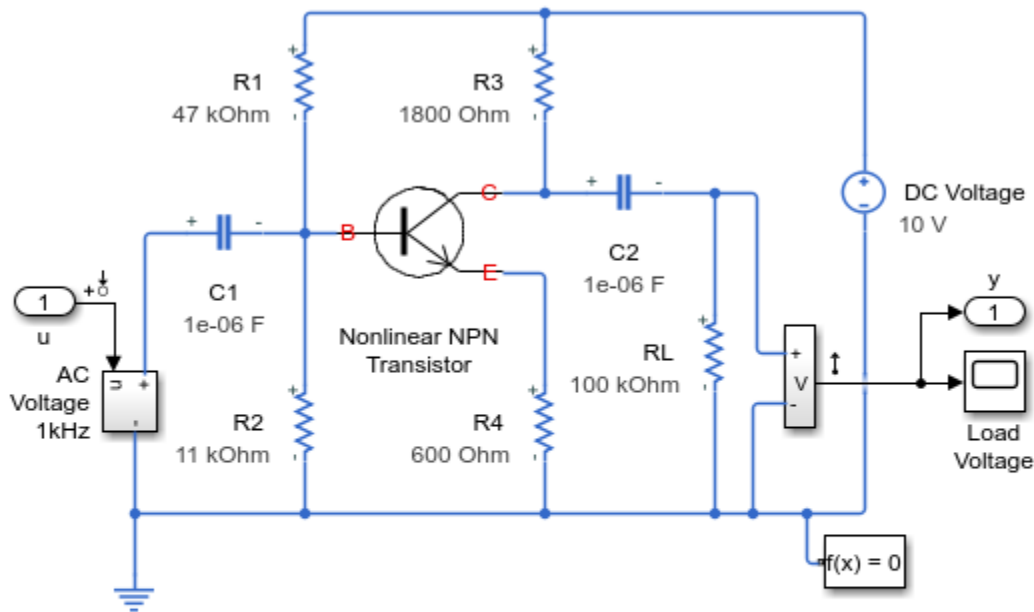 +
R1
47 kOhm
-
+
R3
1800 Ohm
-
+
-
DC Voltage
10 V
+ -
C1
1e-06 F
B
C
E
Nonlinear NPN
Transistor
+ -
C2
1e-06 F
1
u
+
AC
Voltage
1kHz
u + -
+
R2
11 kOhm
-
+
R4
600 Ohm
-
+
RL
100 kOhm
-
+
V
-
y
1
Load
Voltage
f(x) = 0